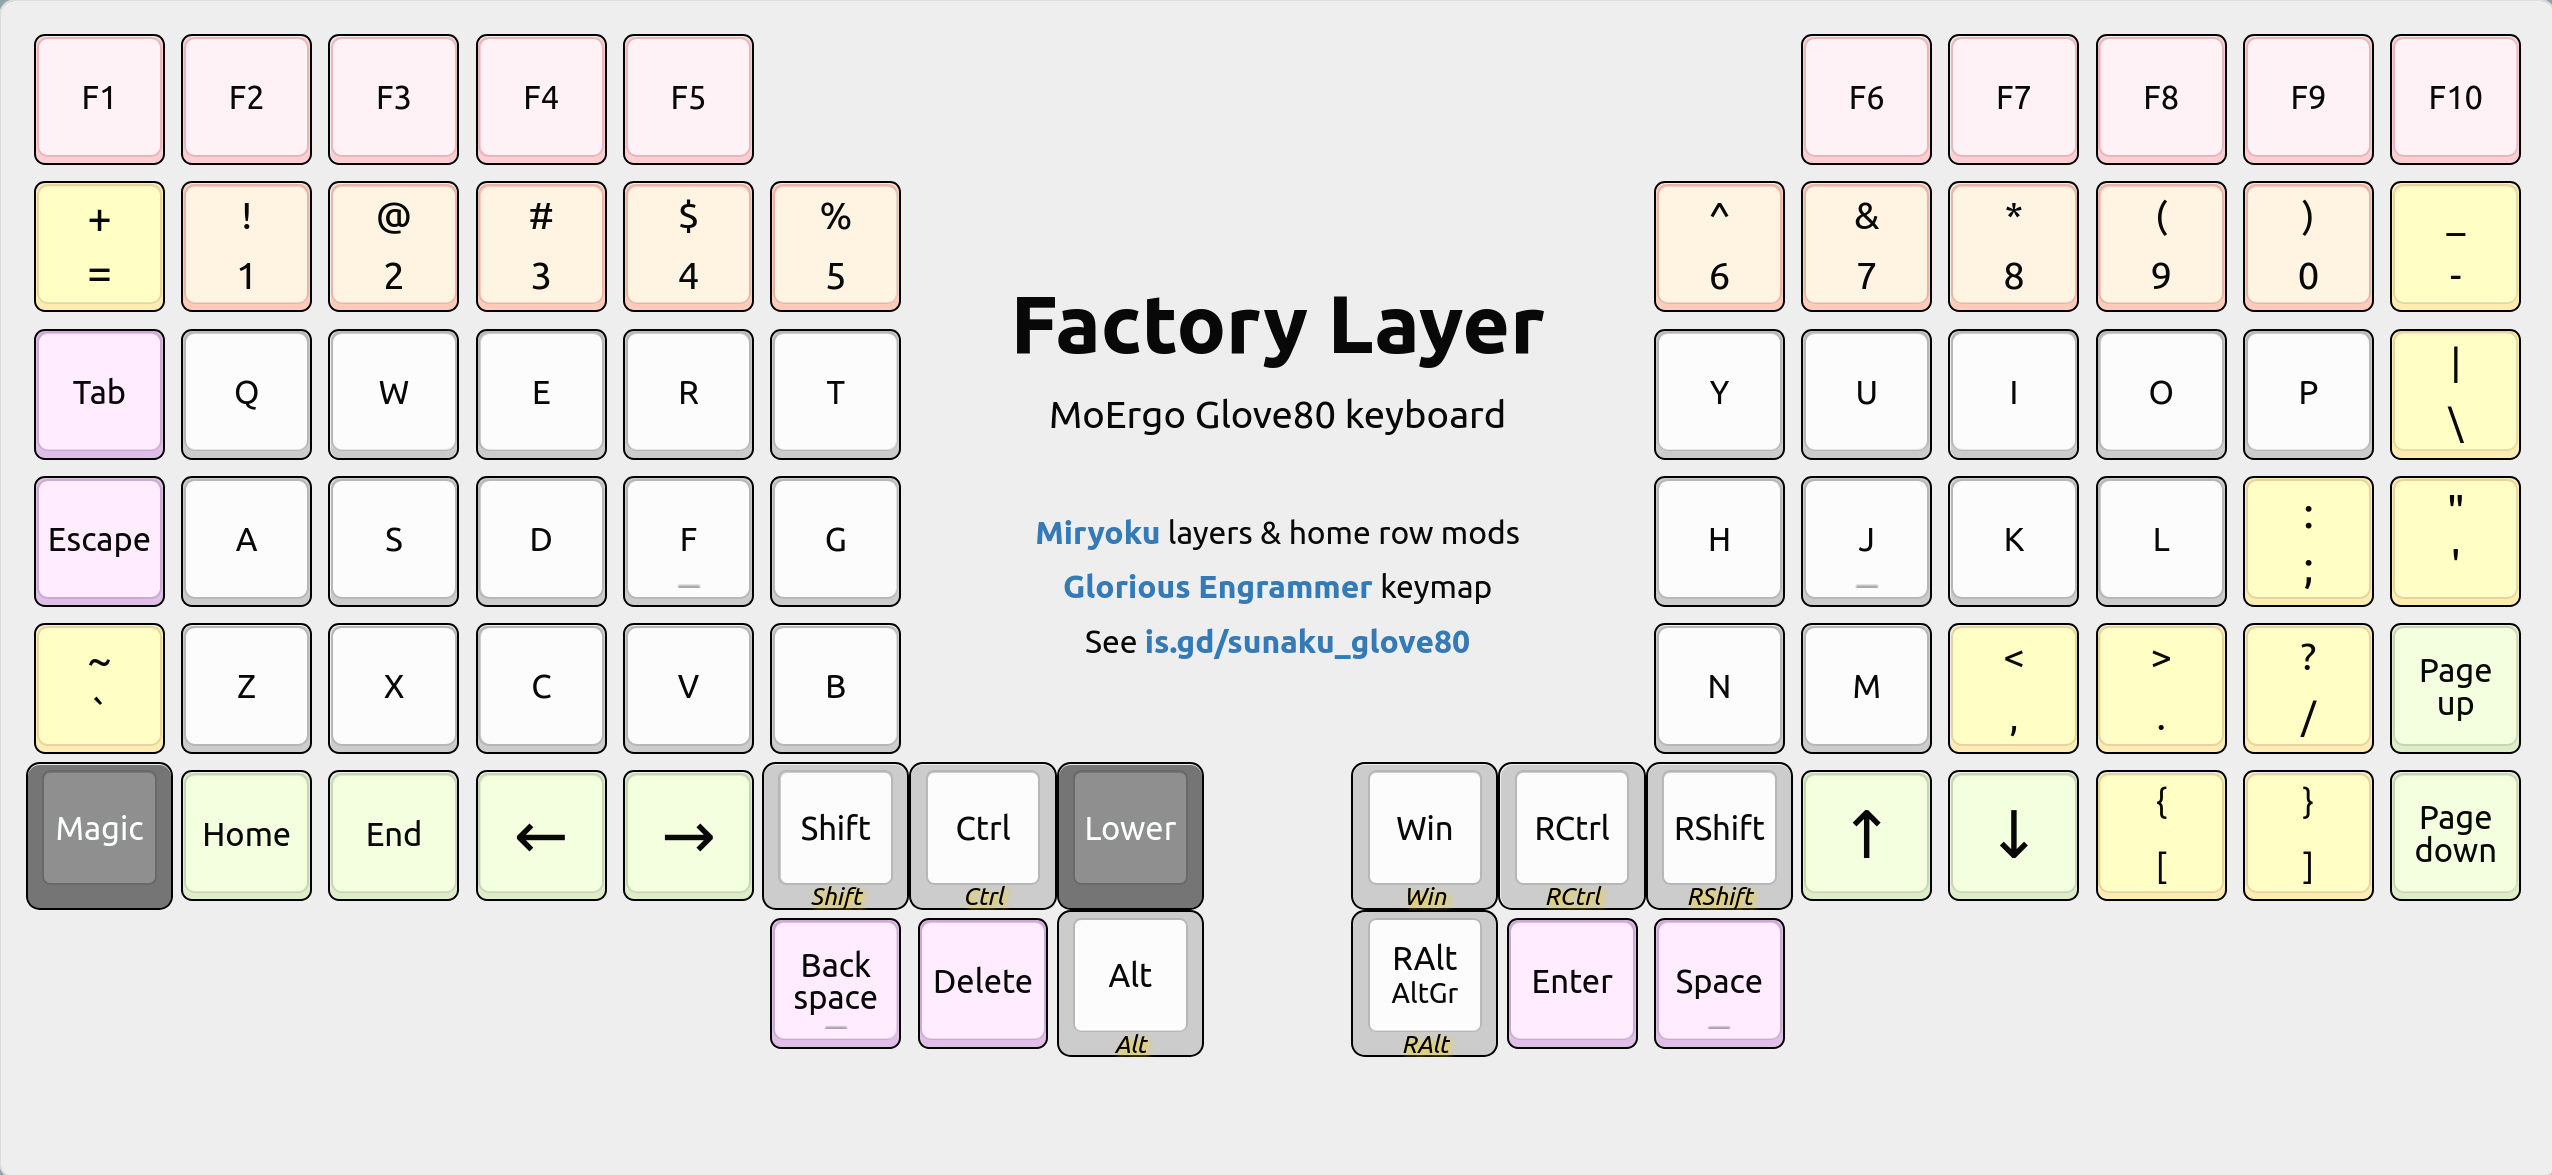 F1 F2 F3 F4 F5 F6 F7 F8 F9 F10
+ ! @ # $ % ^ & * ( ) _
= 1 2 3 4 5 6 7 8 9 0 -
Factory Layer
MoErgo Glove80 keyboard
Tab Q W E R T Y U I O P |
\
Miryoku layers & home row mods
Glorious Engrammer keymap
See is.gd/sunaku_glove80
Escape A S D F G H J K L : "
; '
~ Z X C V B N M < > ? Page
` , . / up
Magic Home End ← → Shift Ctrl Lower Win RCtrl RShift ↑ ↓ { } Page
[ ] down
Shift Ctrl Win RCtrl RShift
Back Delete Alt RAlt Enter Space
space AltGr
Alt RAlt